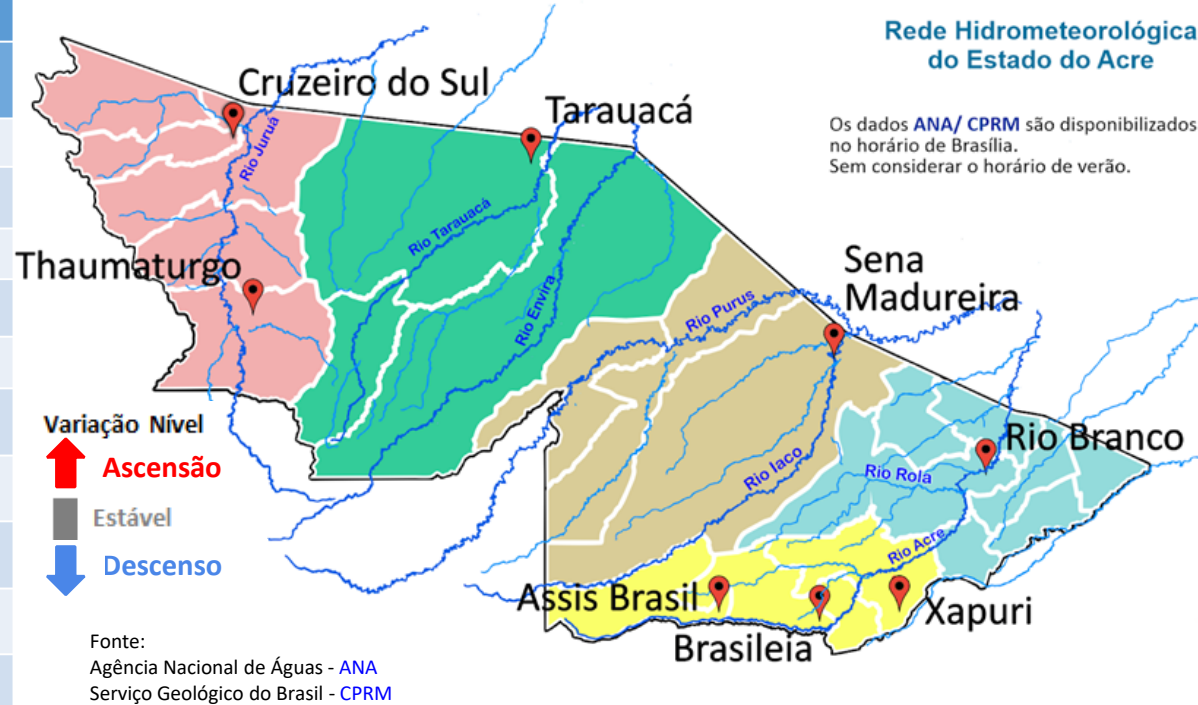 Rede Hidrometeorológica
do Estado do Acre
Os dados ANA/ CPRM são disponibilizados
no horário de Brasília.
Sem considerar o horário de verão.
Cruzeiro do Sul
Tarauacá
Rio Juruá
Rio Tarauacá
Thaumaturgo
Rio Envira
Sena
Madureira
Rio Purus
Variação Nível
Ascensão
Estável
Descenso
Rio Branco
Rio Iaco
Rio Rola
Rio Acre
Assis Brasil
Xapuri
Brasileia
Fonte:
Agência Nacional de Águas - ANA
Serviço Geológico do Brasil - CPRM